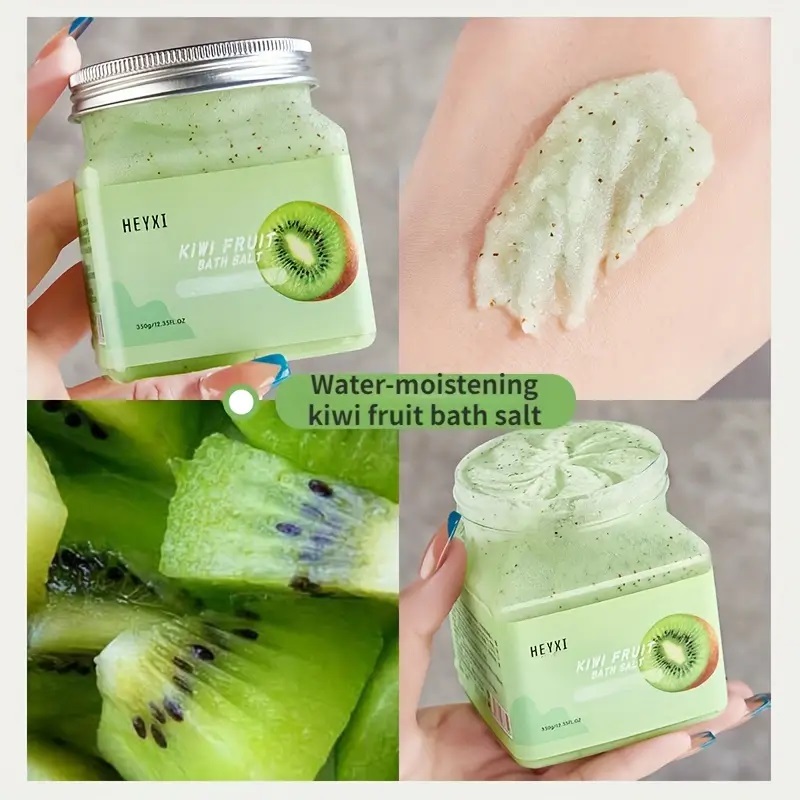 HEYXI
KIWI FRUIT
BATH SALT
350g/12.35FL.OZ
Water-moistening
kiwi fruit bath salt
HEYXI
KIWI FRUIT
BATH SALT
350g/12.35FL.OZ